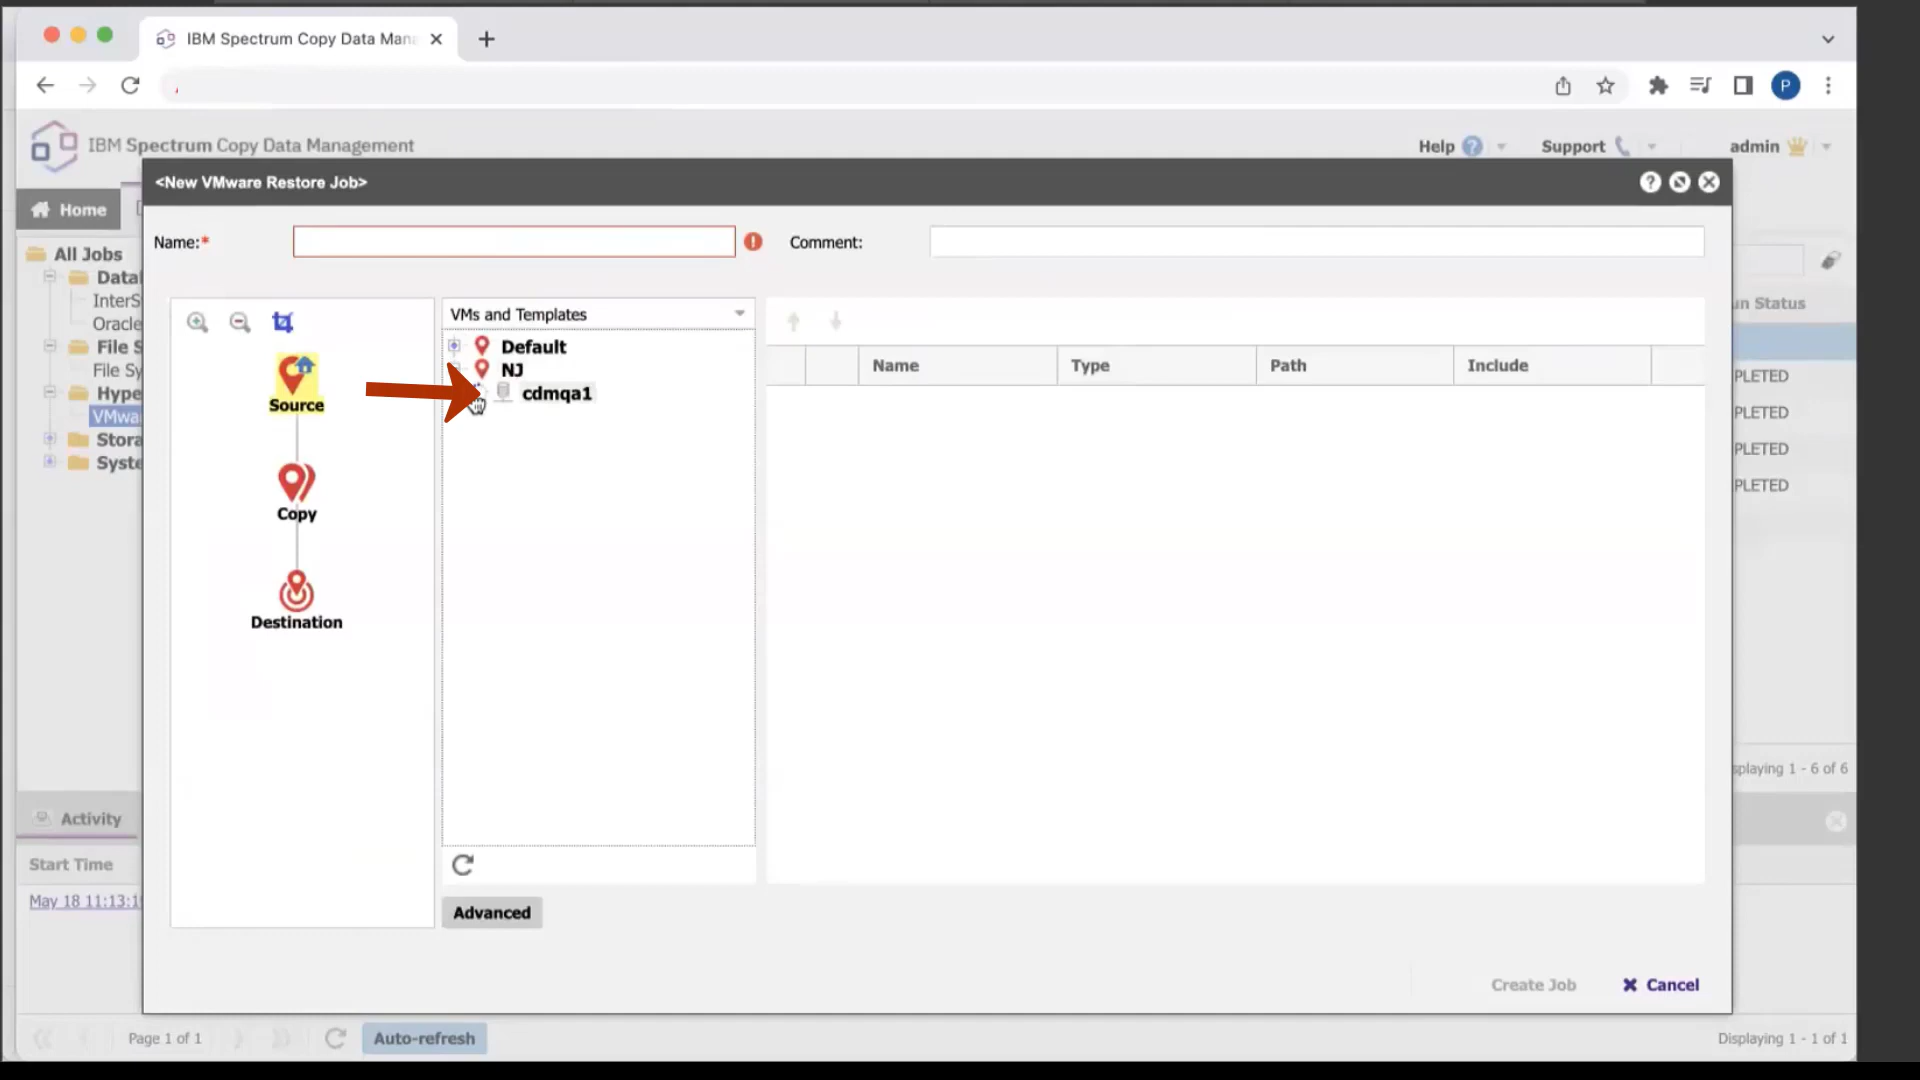 IBM Spectrum Copy Data Man
IBM Spectrum Copy Data Management
Help ?
Support
admin
P
<New VMware Restore Job>
Home
Name:*
Comment:
All Jobs
InterS
Oracle
File S
File Sy
Hype
VMwa
Stora
Syste
VMs and Templates
Default
NJ
cdmqa1
Source
Copy
Destination
Name
Type
Path
Include
un Status
PLETED
PLETED
PLETED
PLETED
splaying 1 - 6 of 6
Activity
Start Time
May 18 11:13:1
Advanced
Create Job
Cancel
Page 1 of 1
Auto-refresh
Displaying 1 - 1 of 1